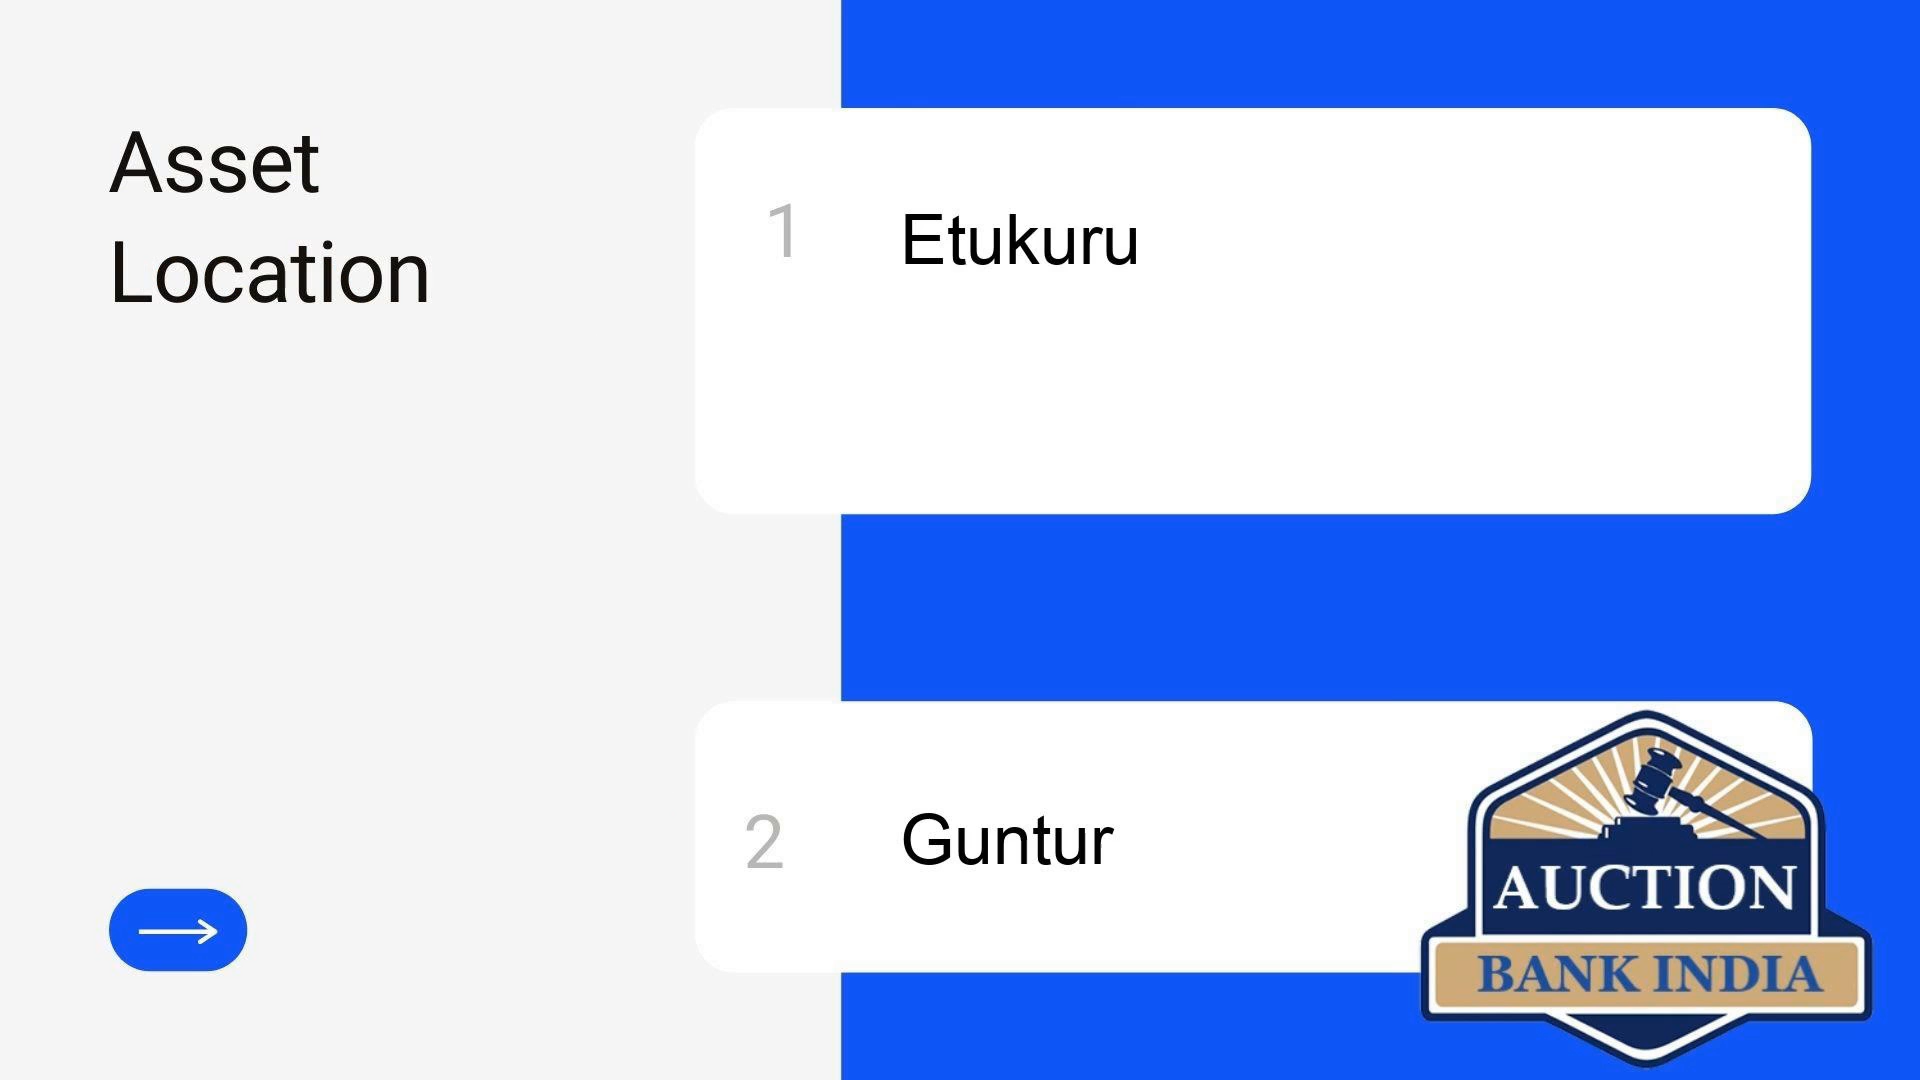 Asset
Location
1
Etukuru
2
Guntur
AUCTION
BANK INDIA